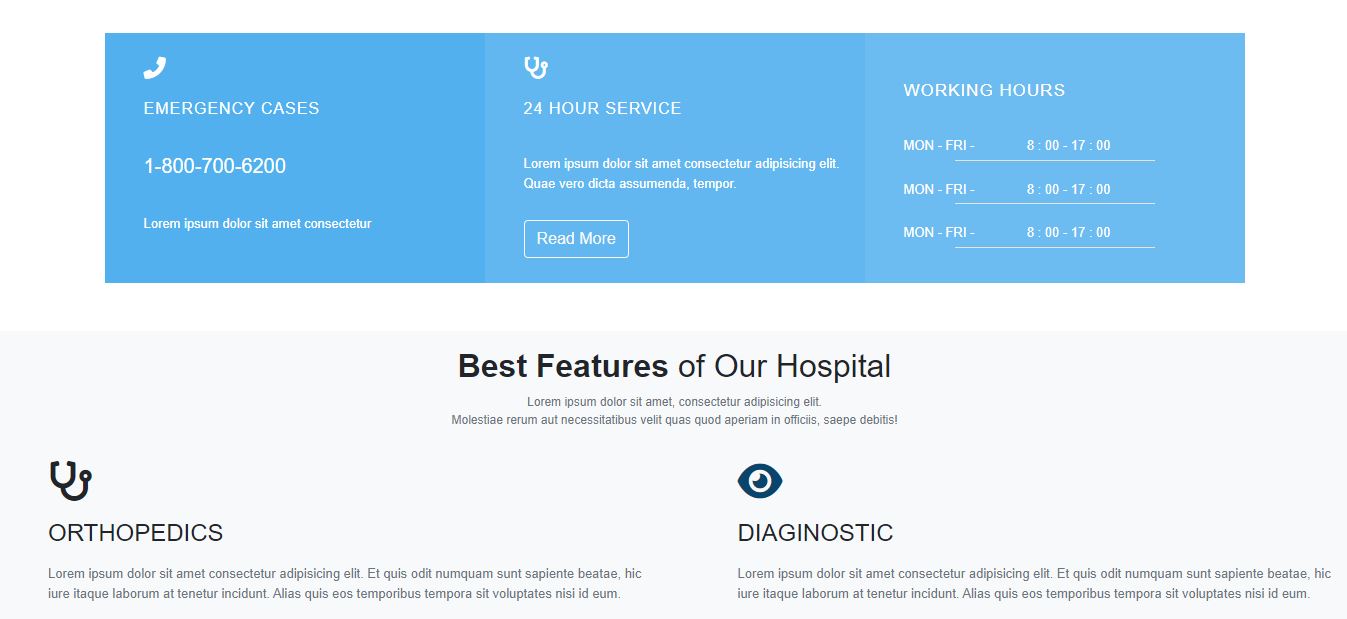 EMERGENCY CASES
1-800-700-6200
Lorem ipsum dolor sit amet consectetur
24 HOUR SERVICE
Lorem ipsum dolor sit amet consectetur adipisicing elit.
Quae vero dicta assumenda, tempor.
Read More
WORKING HOURS
MON - FRI - 8 : 00 - 17 : 00
MON - FRI - 8 : 00 - 17 : 00
MON - FRI - 8 : 00 - 17 : 00
Best Features of Our Hospital
Lorem ipsum dolor sit amet, consectetur adipisicing elit.
Molestiae rerum aut necessitatibus velit quas quod aperiam in officiis, saepe debitis!
ORTHOPEDICS
Lorem ipsum dolor sit amet consectetur adipisicing elit. Et quis odit numquam sunt sapiente beatae, hic
iure itaque laborum at tenetur incidunt. Alias quis eos temporibus tempora sit voluptates nisi id eum.
DIAGINOSTIC
Lorem ipsum dolor sit amet consectetur adipisicing elit. Et quis odit numquam sunt sapiente beatae, hic
iure itaque laborum at tenetur incidunt. Alias quis eos temporibus tempora sit voluptates nisi id eum.